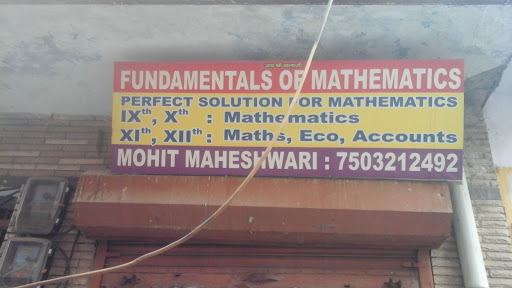 FUNDAMENTALS OF MATHEMATICS
PERFECT SOLUTION FOR MATHEMATICS
IXth, Xth : Mathematics
XIth, XIIth : Maths, Eco, Accounts
MOHIT MAHESHWARI : 7503212492